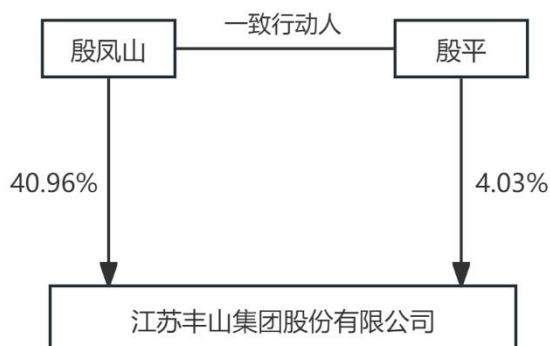 一致行动人
殷凤山
殷平
40.96%
4.03%
江苏丰山集团股份有限公司